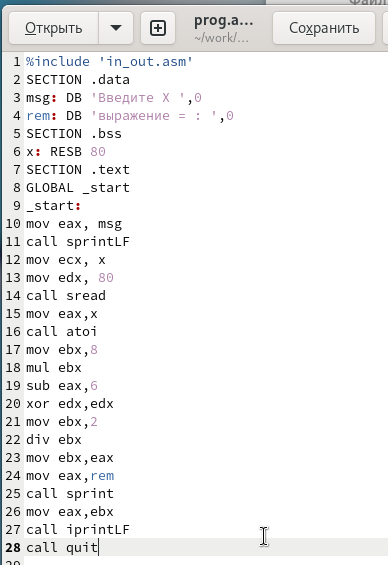 Файл
Открыть
prog.a...
~/work/...
Сохранить
1 %include 'in_out.asm'
2 SECTION .data
3 msg: DB 'Введите X ',0
4 rem: DB 'выражение = : ',0
5 SECTION .bss
6 x: RESB 80
7 SECTION .text
8 GLOBAL _start
9 _start:
10 mov eax, msg
11 call sprintLF
12 mov ecx, x
13 mov edx, 80
14 call sread
15 mov eax,x
16 call atoi
17 mov ebx,8
18 mul ebx
19 sub eax,6
20 xor edx,edx
21 mov ebx,2
22 div ebx
23 mov ebx,eax
24 mov eax,rem
25 call sprint
26 mov eax,ebx
27 call iprintLF
28 call quit
29